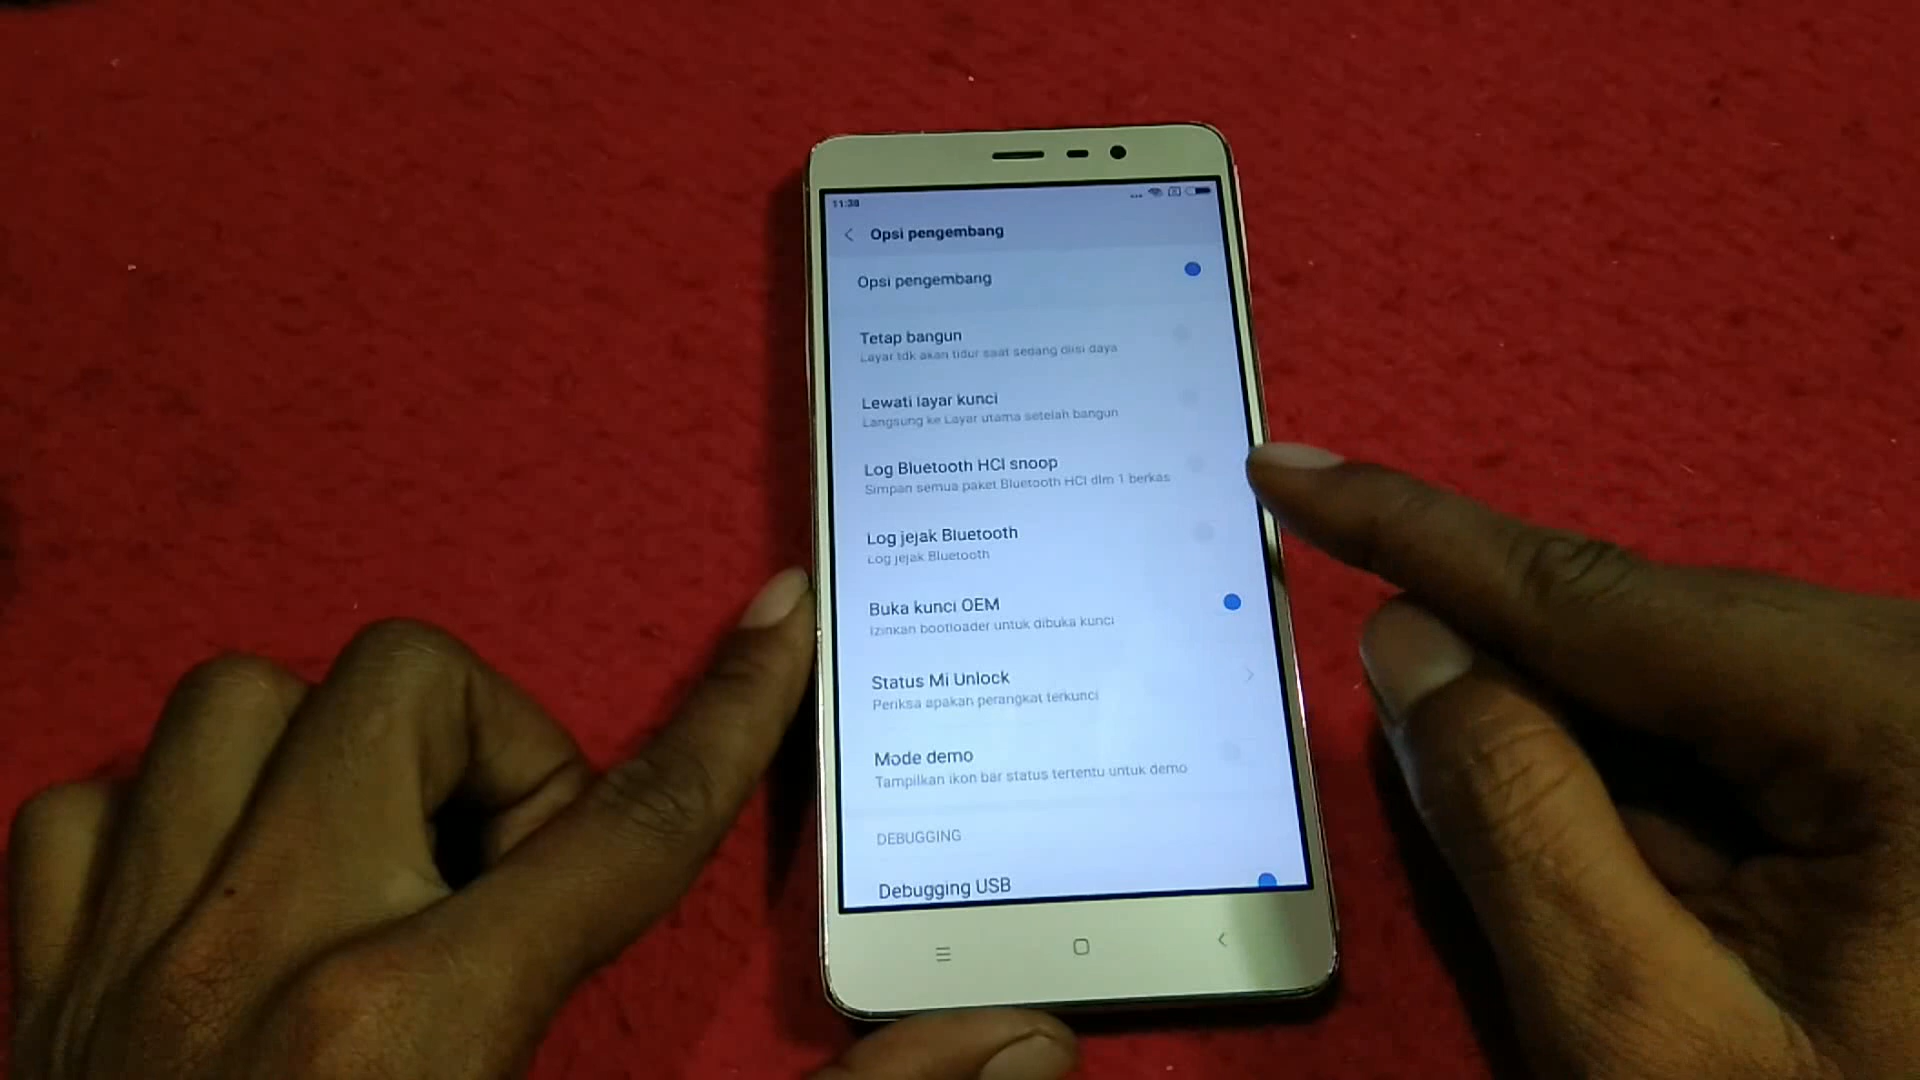 11:38
Opsi pengembang
Opsi pengembang
Tetap bangun
Layar tdk akan tidur saat sedang diisi daya
Lewati layar kunci
Langsung ke Layar utama setelah bangun
Log Bluetooth HCI snoop
Simpan semua paket Bluetooth HCI dlm 1 berkas
Log jejak Bluetooth
Log jejak Bluetooth
Buka kunci OEM
Izinkan bootloader untuk dibuka kunci
Status Mi Unlock
Periksa apakan perangkat terkunci
Mode demo
Tampilkan ikon bar status tertentu untuk demo
DEBUGGING
Debugging USB